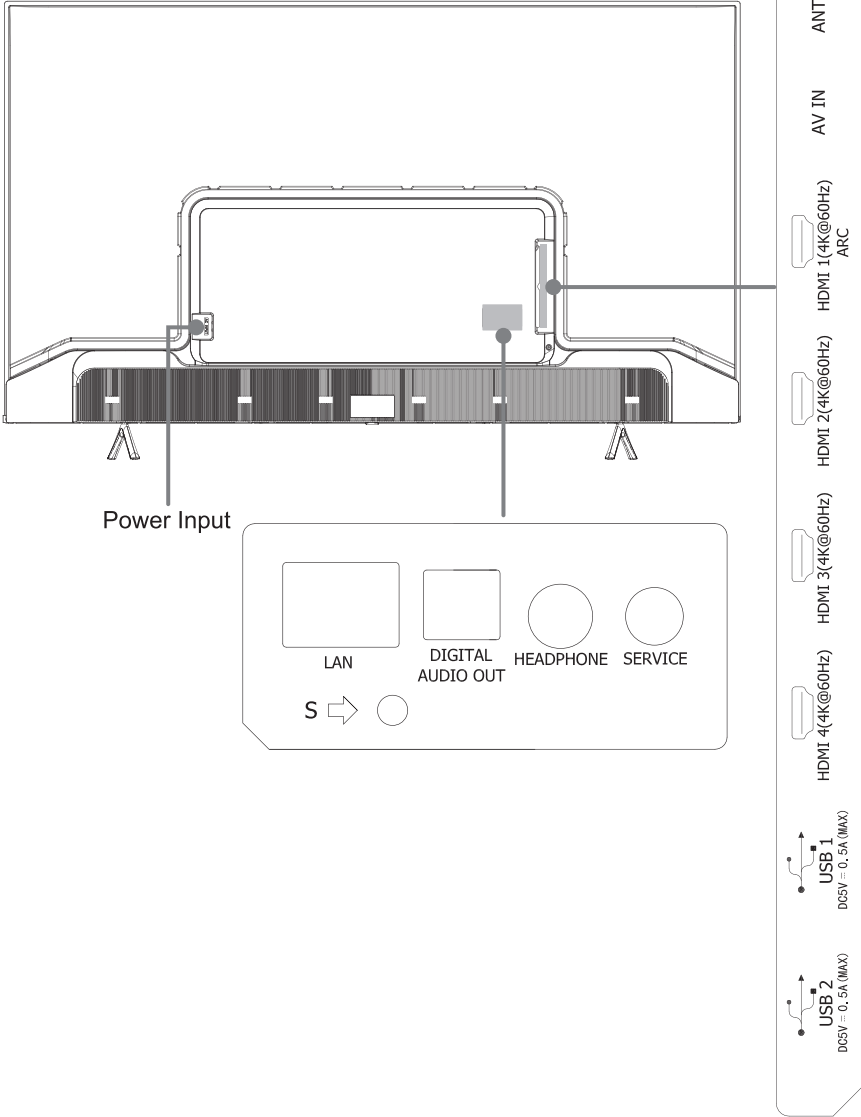 ANT
AV IN
HDMI 1(4K@60Hz)
ARC
HDMI 2(4K@60Hz)
HDMI 3(4K@60Hz)
HDMI 4(4K@60Hz)
USB 1
DC5V⎓0.5A(MAX)
USB 2
DC5V⎓0.5A(MAX)
Power Input
LAN
DIGITAL
AUDIO OUT
HEADPHONE
SERVICE
S